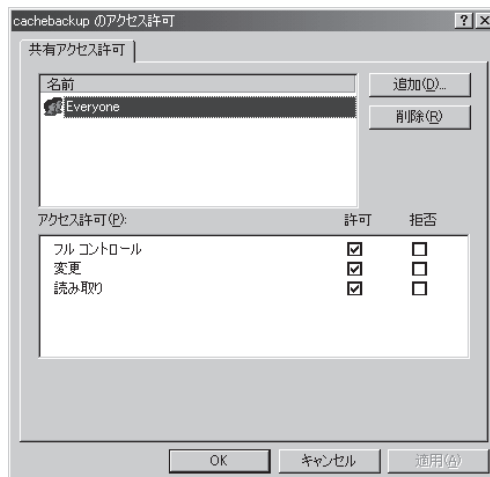 cachebackup のアクセス許可
共有アクセス許可
名前
追加(D)...
Everyone
削除(R)
アクセス許可(P): 許可 拒否
フル コントロール
変更
読み取り
OK キャンセル 適用(A)